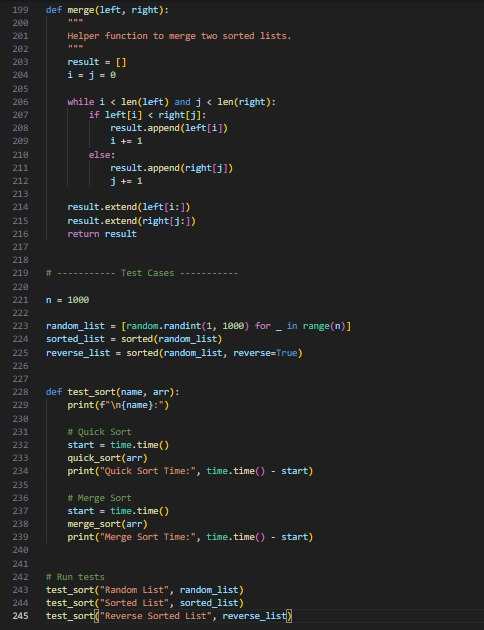 199 def merge(left, right):
200     """
201     Helper function to merge two sorted lists.
202     """
203     result = []
204     i = j = 0
205
206     while i < len(left) and j < len(right):
207         if left[i] < right[j]:
208             result.append(left[i])
209             i += 1
210         else:
211             result.append(right[j])
212             j += 1
213
214     result.extend(left[i:])
215     result.extend(right[j:])
216     return result
217
218
219 # ----------- Test Cases -----------
220
221 n = 1000
222
223 random_list = [random.randint(1, 1000) for _ in range(n)]
224 sorted_list = sorted(random_list)
225 reverse_list = sorted(random_list, reverse=True)
226
227
228 def test_sort(name, arr):
229     print(f"\n{name}:")
230
231     # Quick Sort
232     start = time.time()
233     quick_sort(arr)
234     print("Quick Sort Time:", time.time() - start)
235
236     # Merge Sort
237     start = time.time()
238     merge_sort(arr)
239     print("Merge Sort Time:", time.time() - start)
240
241
242 # Run tests
243 test_sort("Random List", random_list)
244 test_sort("Sorted List", sorted_list)
245 test_sort("Reverse Sorted List", reverse_list)